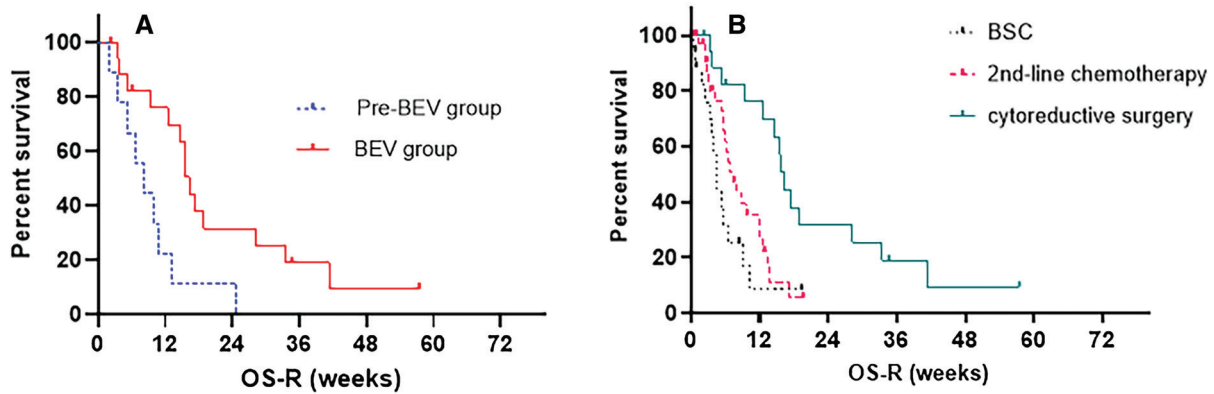 A
Percent survival
100
80
60
40
20
0
0 12 24 36 48 60 72
OS-R (weeks)
Pre-BEV group
BEV group
B
Percent survival
100
80
60
40
20
0
0 12 24 36 48 60 72
OS-R (weeks)
BSC
2nd-line chemotherapy
cytoreductive surgery